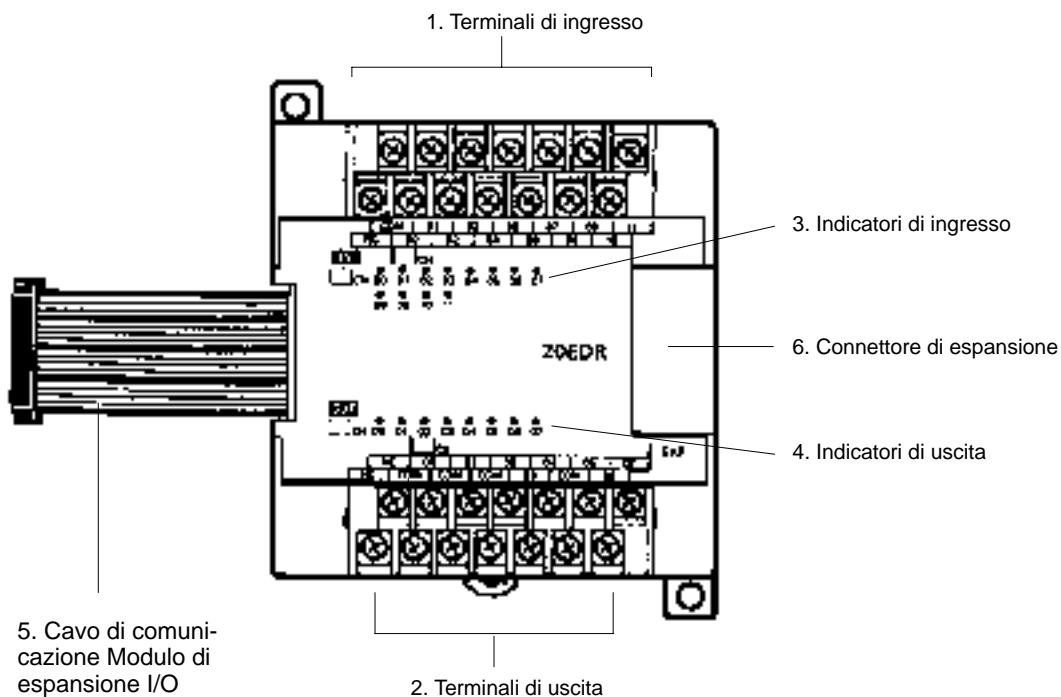 1. Terminali di ingresso
3. Indicatori di ingresso
20EDR
6. Connettore di espansione
4. Indicatori di uscita
5. Cavo di comuni-
cazione Modulo di
espansione I/O
2. Terminali di uscita